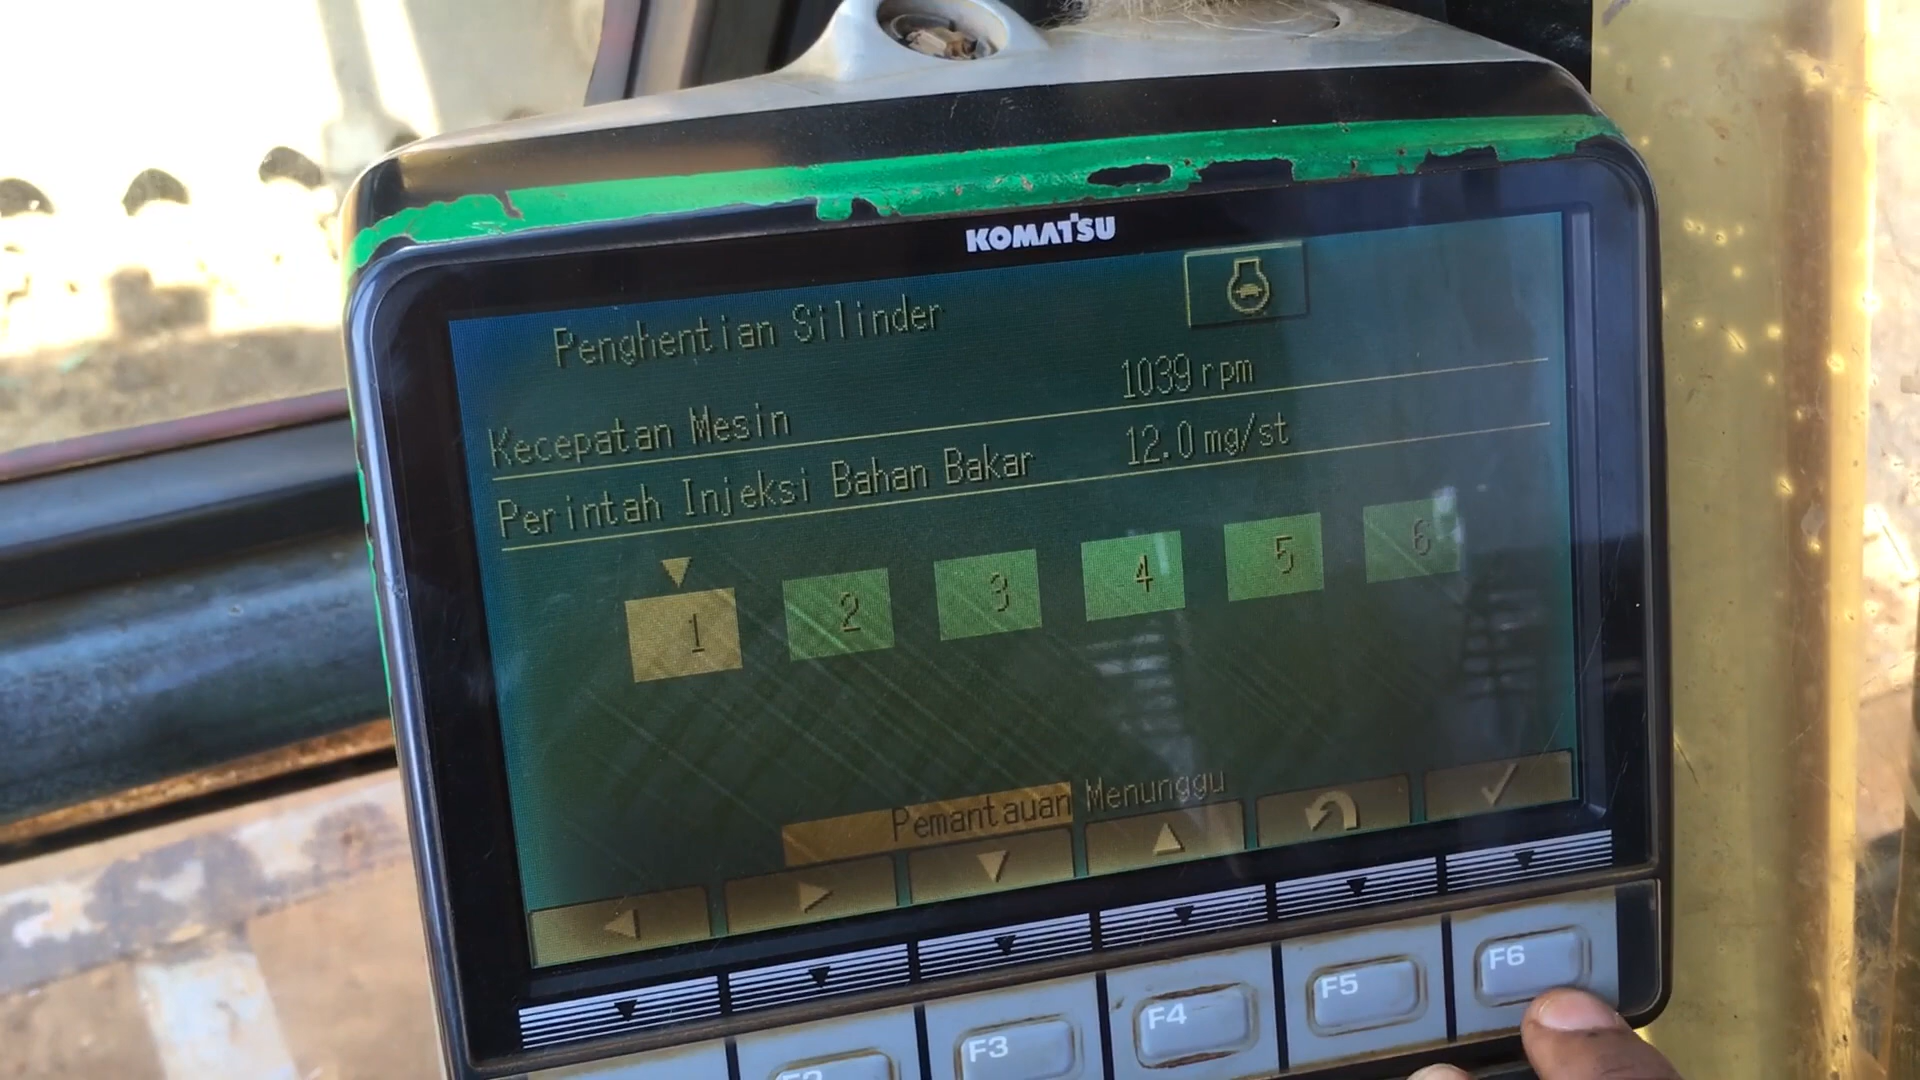 KOMATSU
Penghentian Silinder
Kecepatan Mesin 1039 rpm
Perintah Injeksi Bahan Bakar 12.0 mg/st
1 2 3 4 5 6
Pemantauan Menunggu
F3 F4 F5 F6